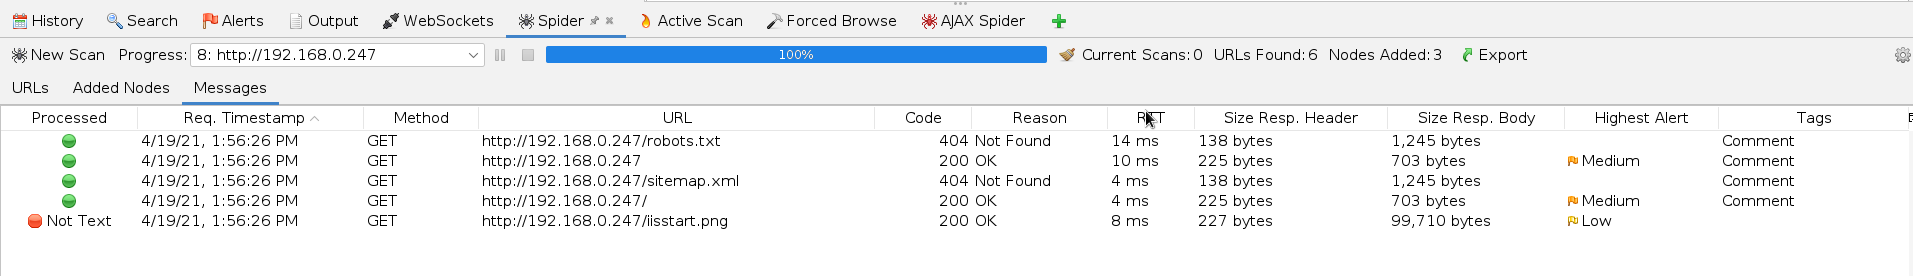 History Search Alerts Output WebSockets Spider Active Scan Forced Browse AJAX Spider
New Scan Progress: 8: http://192.168.0.247 100% Current Scans:0 URLs Found:6 Nodes Added:3 Export
URLs Added Nodes Messages
Processed Req. Timestamp Method URL Code Reason Size Resp. Header Size Resp. Body Highest Alert Tags
4/19/21, 1:56:26 PM GET http://192.168.0.247/robots.txt 404 Not Found 14 ms 138 bytes 1,245 bytes Comment
4/19/21, 1:56:26 PM GET http://192.168.0.247 200 OK 10 ms 225 bytes 703 bytes Medium Comment
4/19/21, 1:56:26 PM GET http://192.168.0.247/sitemap.xml 404 Not Found 4 ms 138 bytes 1,245 bytes Comment
4/19/21, 1:56:26 PM GET http://192.168.0.247/ 200 OK 4 ms 225 bytes 703 bytes Medium Comment
Not Text 4/19/21, 1:56:26 PM GET http://192.168.0.247/iisstart.png 200 OK 8 ms 227 bytes 99,710 bytes Low